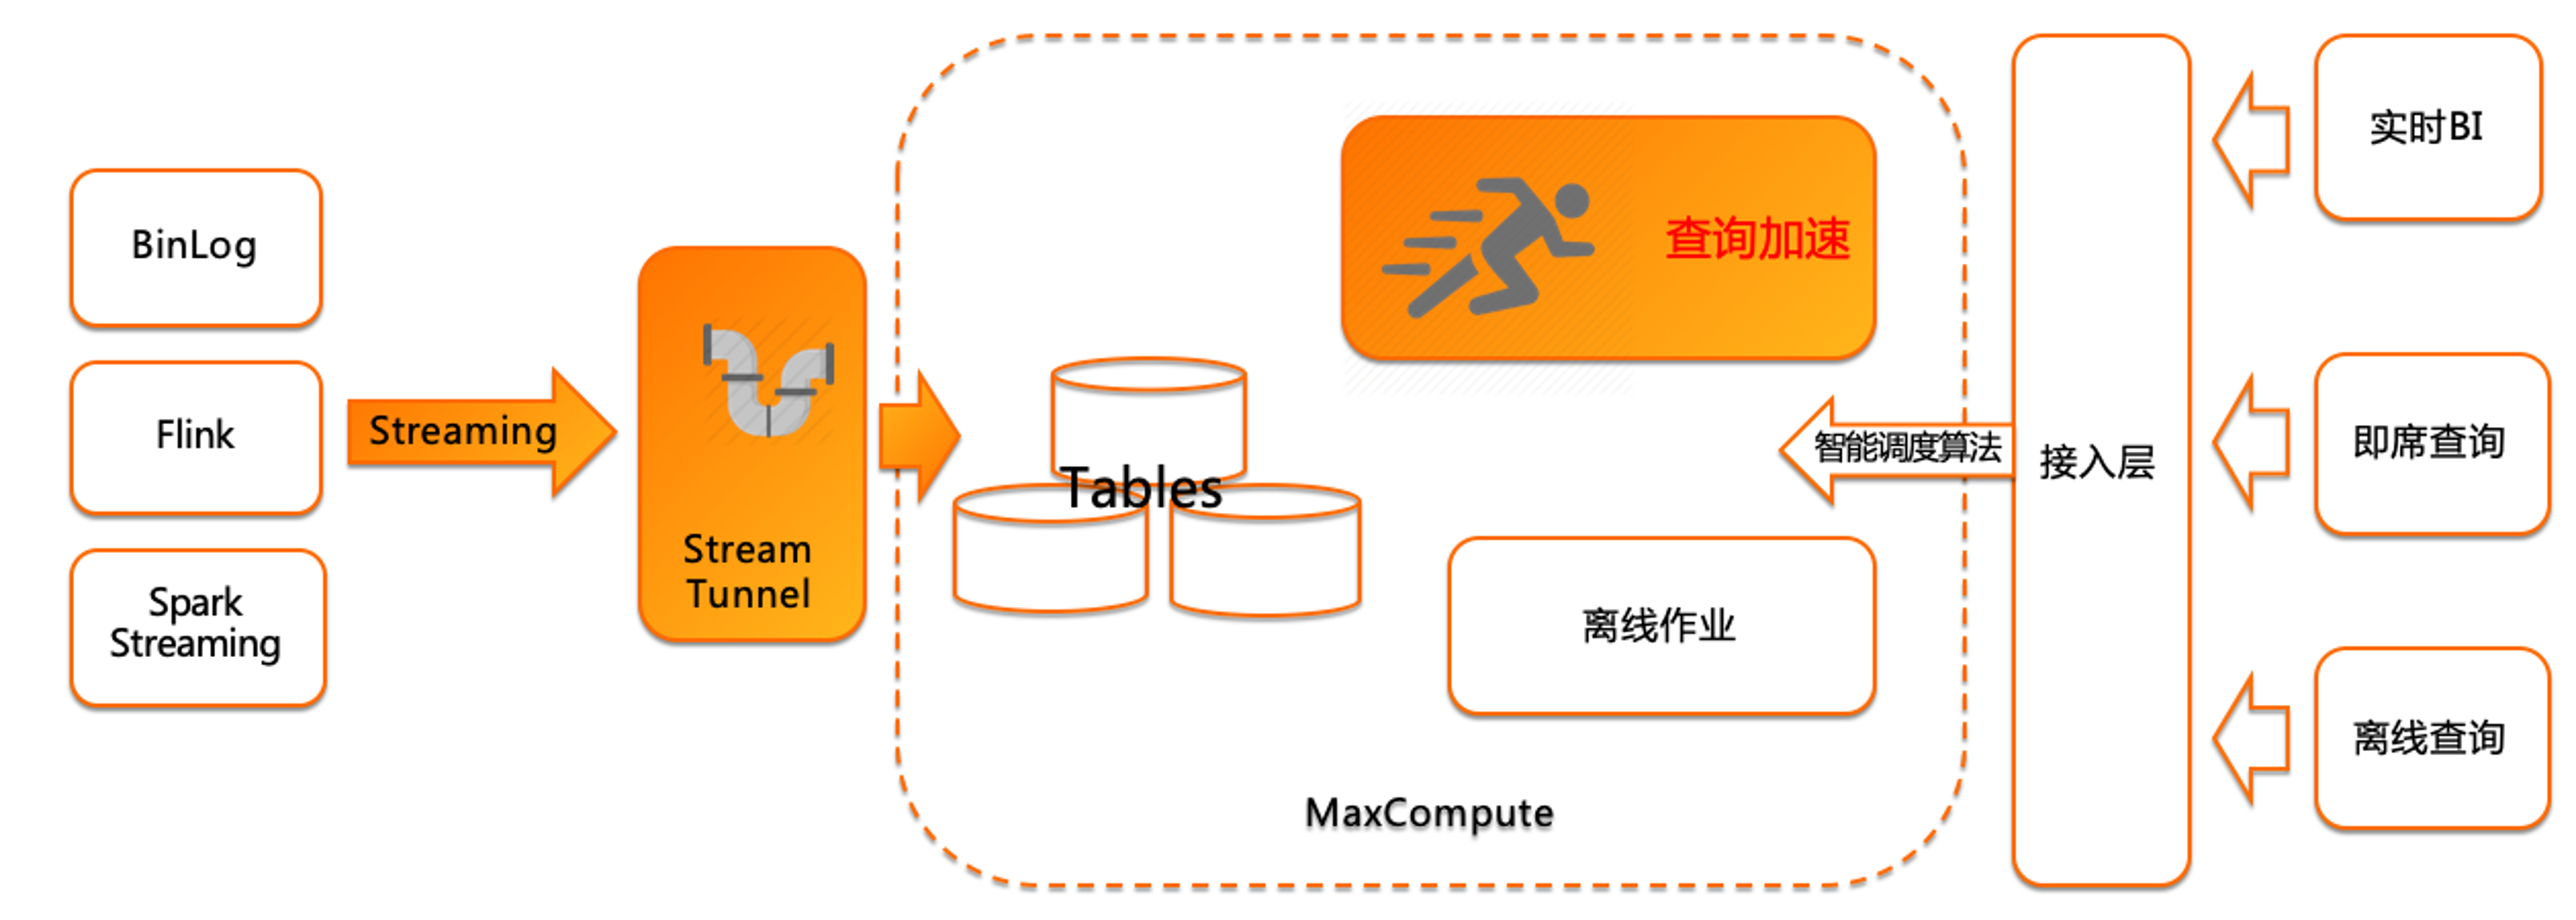 BinLog
Flink
Spark
Streaming
Streaming
Stream
Tunnel
Tables
查询加速
智能调度算法
离线作业
MaxCompute
接入层
实时BI
即席查询
离线查询